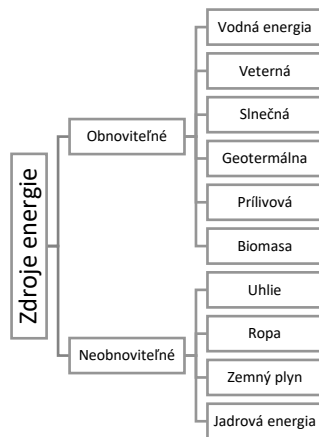 Zdroje energie
Obnoviteľné
Vodná energia
Veterná
Slnečná
Geotermálna
Prílivová
Biomasa
Neobnoviteľné
Uhlie
Ropa
Zemný plyn
Jadrová energia